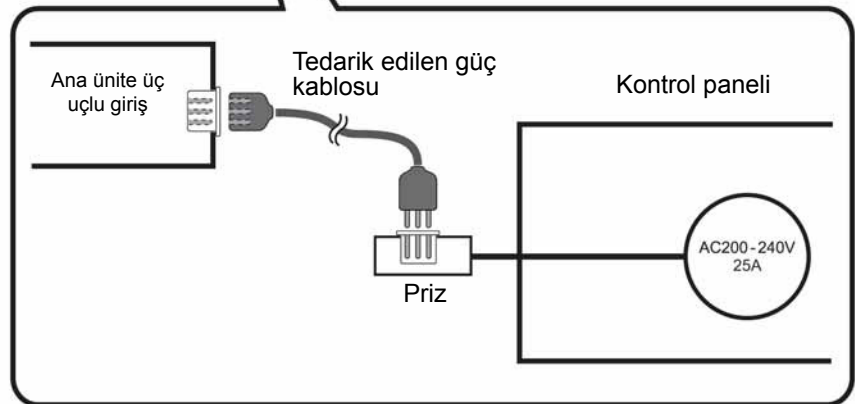 Ana ünite üç
uçlu giriş
Tedarik edilen güç
kablosu
Kontrol paneli
AC200-240V
25A
Priz